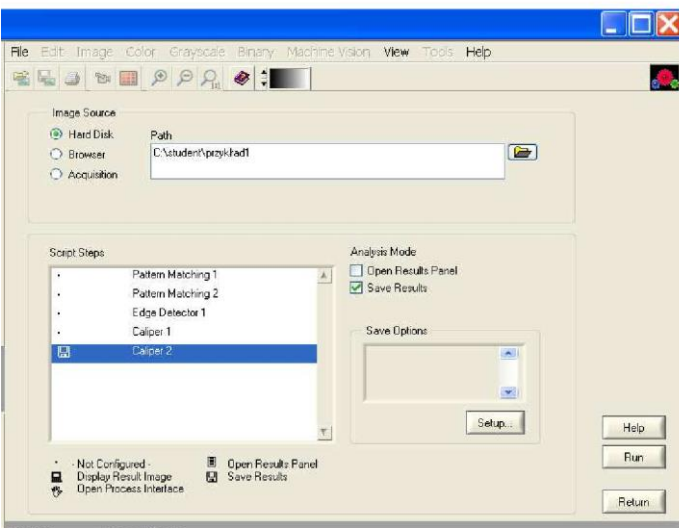 File Edit Image Color Grayscale Binary Machine Vision View Tools Help
Image Source
Hard Disk
Path
Browser
C:\student\przykład1
Acquisition
Script Steps
Analysis Mode
Pattern Matching 1
Open Results Panel
Pattern Matching 2
Save Results
Edge Detector 1
Caliper 1
Save Options
Caliper 2
Setup...
Help
- Not Configured -
Open Results Panel
Run
Display Result Image
Save Results
Open Process Interface
Return